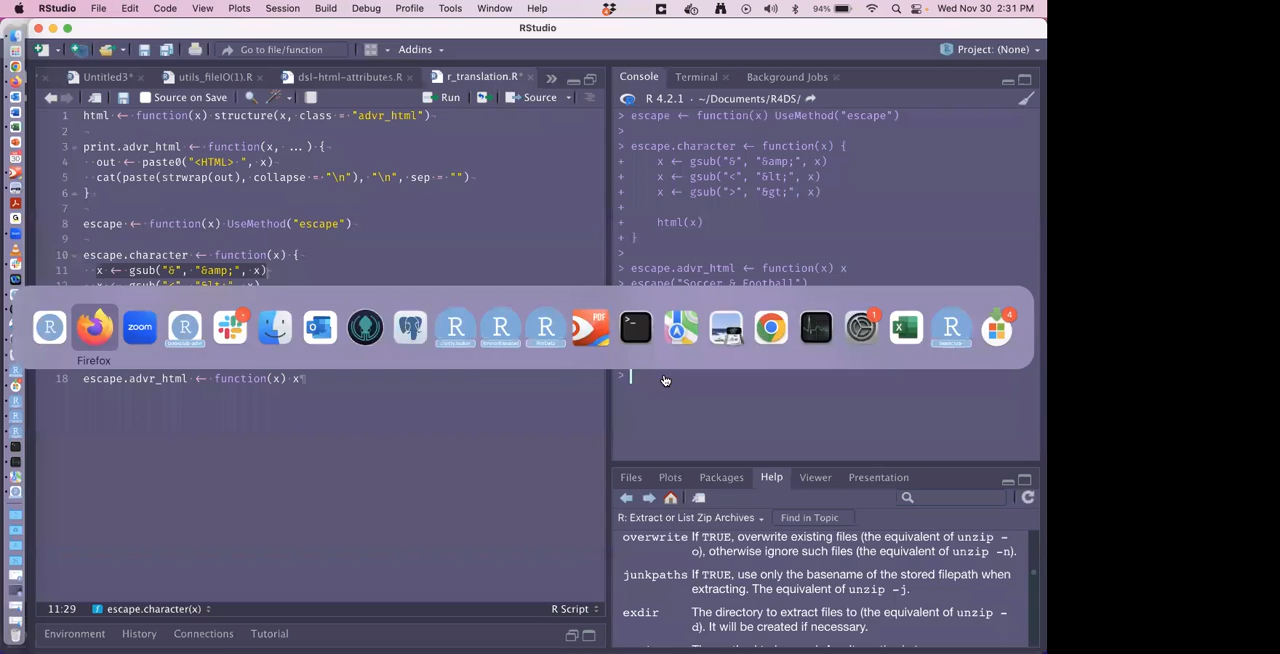 RStudio File Edit Code View Plots Session Build Debug Profile Tools Window Help 94% Wed Nov 30 2:31 PM
RStudio
Go to file/function Addins Project: (None)
Untitled3* utils_fileIO(1).R dsl-html-attributes.R r_translation.R*
Source on Save Run Source
1 html <- function(x) structure(x, class = "advr_html")
2
3 print.advr_html <- function(x, ...) {
4 out <- paste0("<HTML> ", x)
5 cat(paste(strwrap(out), collapse = "\n"), "\n", sep = "")
6 }
7
8 escape <- function(x) UseMethod("escape")
9
10 escape.character <- function(x) {
11 x <- gsub("&", "&amp;", x)
18 escape.advr_html <- function(x) x
11:29 escape.character(x) R Script
Environment History Connections Tutorial
Console Terminal Background Jobs
R 4.2.1 · ~/Documents/R4DS/
> escape <- function(x) UseMethod("escape")
>
> escape.character <- function(x) {
+ x <- gsub("&", "&amp;", x)
+ x <- gsub("<", "&lt;", x)
+ x <- gsub(">", "&gt;", x)
+
+ html(x)
+ }
>
> escape.advr_html <- function(x) x
> escape("Soccer & Football")
zoom
1
PDF
1
4
Firefox
>
Files Plots Packages Help Viewer Presentation
R: Extract or List Zip Archives Find in Topic
overwrite If TRUE, overwrite existing files (the equivalent of unzip -
o), otherwise ignore such files (the equivalent of unzip -n).
junkpaths If TRUE, use only the basename of the stored filepath when
extracting. The equivalent of unzip -j.
exdir The directory to extract files to (the equivalent of unzip -
d). It will be created if necessary.